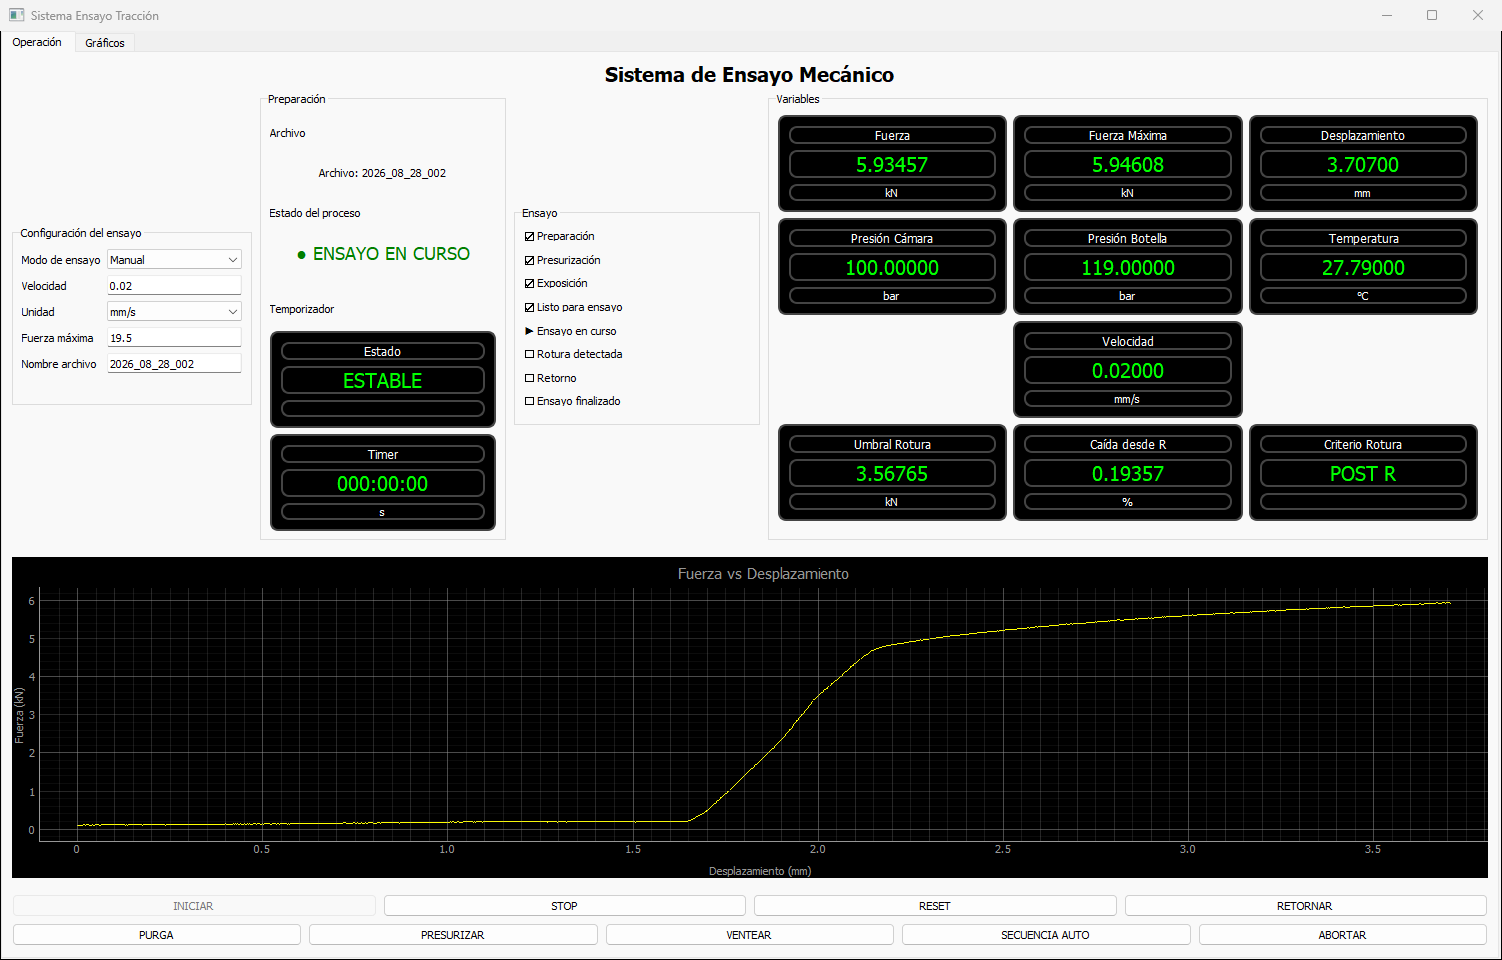 Sistema Ensayo Tracción
Operación
Gráficos
Sistema de Ensayo Mecánico
Configuración del ensayo
Modo de ensayo Manual
Velocidad 0.02
Unidad mm/s
Fuerza máxima 19.5
Nombre archivo 2026_08_28_002
Preparación
Archivo
Archivo: 2026_08_28_002
Estado del proceso
● ENSAYO EN CURSO
Temporizador
Estado
ESTABLE
Timer
000:00:00
s
Ensayo
Preparación
Presurización
Exposición
Listo para ensayo
Ensayo en curso
Rotura detectada
Retorno
Ensayo finalizado
Variables
Fuerza
5.93457
kN
Fuerza Máxima
5.94608
kN
Desplazamiento
3.70700
mm
Presión Cámara
100.00000
bar
Presión Botella
119.00000
bar
Temperatura
27.79000
°C
Velocidad
0.02000
mm/s
Umbral Rotura
3.56765
kN
Caída desde R
0.19357
%
Criterio Rotura
POST R
Fuerza vs Desplazamiento
Fuerza (kN)
6
5
4
3
2
1
0
0 0.5 1.0 1.5 2.0 2.5 3.0 3.5
Desplazamiento (mm)
INICIAR STOP RESET RETORNAR
PURGA PRESURIZAR VENTEAR SECUENCIA AUTO ABORTAR